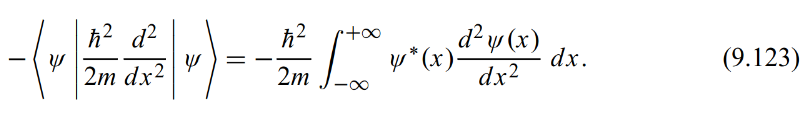 −⟨ψ|ħ²/2m d²/dx²|ψ⟩ = −ħ²/2m ∫_{−∞}^{+∞} ψ*(x) d²ψ(x)/dx² dx. (9.123)